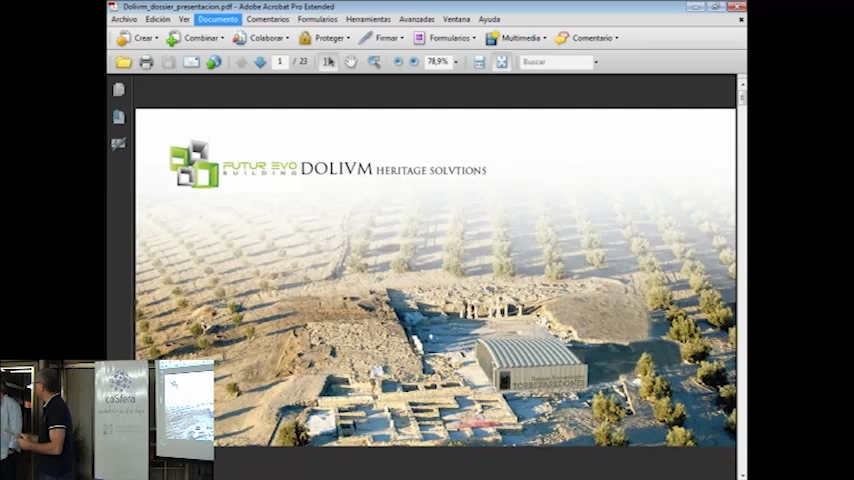 Dolivm_dossier_presentacion.pdf - Adobe Acrobat Pro Extended
Archivo Edición Ver Documento Comentarios Formularios Herramientas Avanzadas Ventana Ayuda
Crear Combinar Colaborar Proteger Firmar Formularios Multimedia Comentario
1 / 23 78,9% Buscar
FUTUR EVO
BUILDING
DOLIVM HERITAGE SOLVTIONS
TORREPAREDONES
caSfera